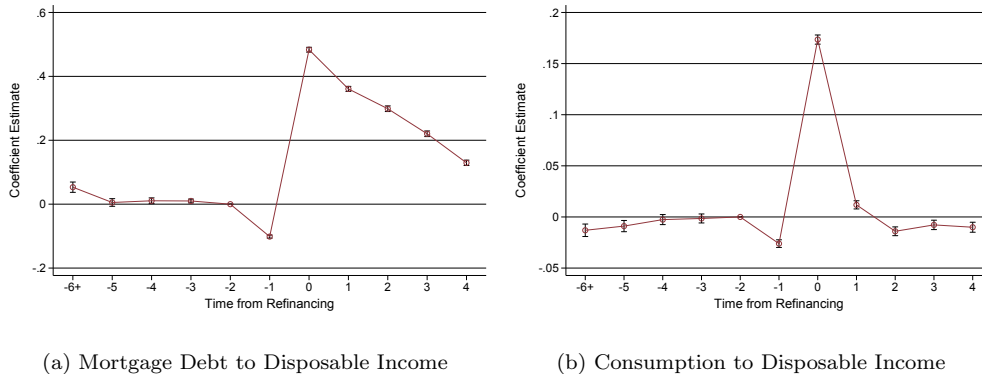 .6
.4
.2
0
-.2
Coefficient Estimate
-6+ -5 -4 -3 -2 -1 0 1 2 3 4
Time from Refinancing
(a) Mortgage Debt to Disposable Income
.2
.15
.1
.05
0
-.05
Coefficient Estimate
-6+ -5 -4 -3 -2 -1 0 1 2 3 4
Time from Refinancing
(b) Consumption to Disposable Income